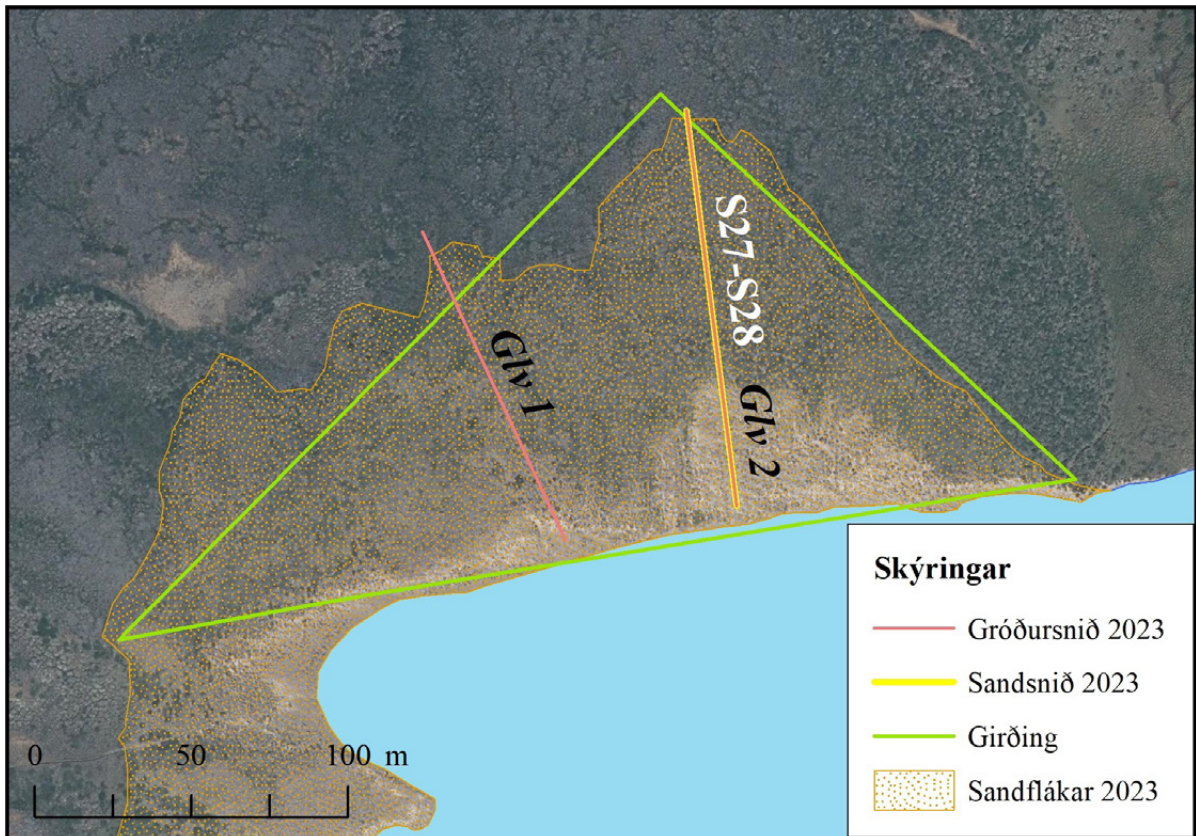 S27-S28
Glv 1
Glv 2
0 50 100 m
Skýringar
Gróðursnið 2023
Sandsnið 2023
Girðing
Sandflákar 2023